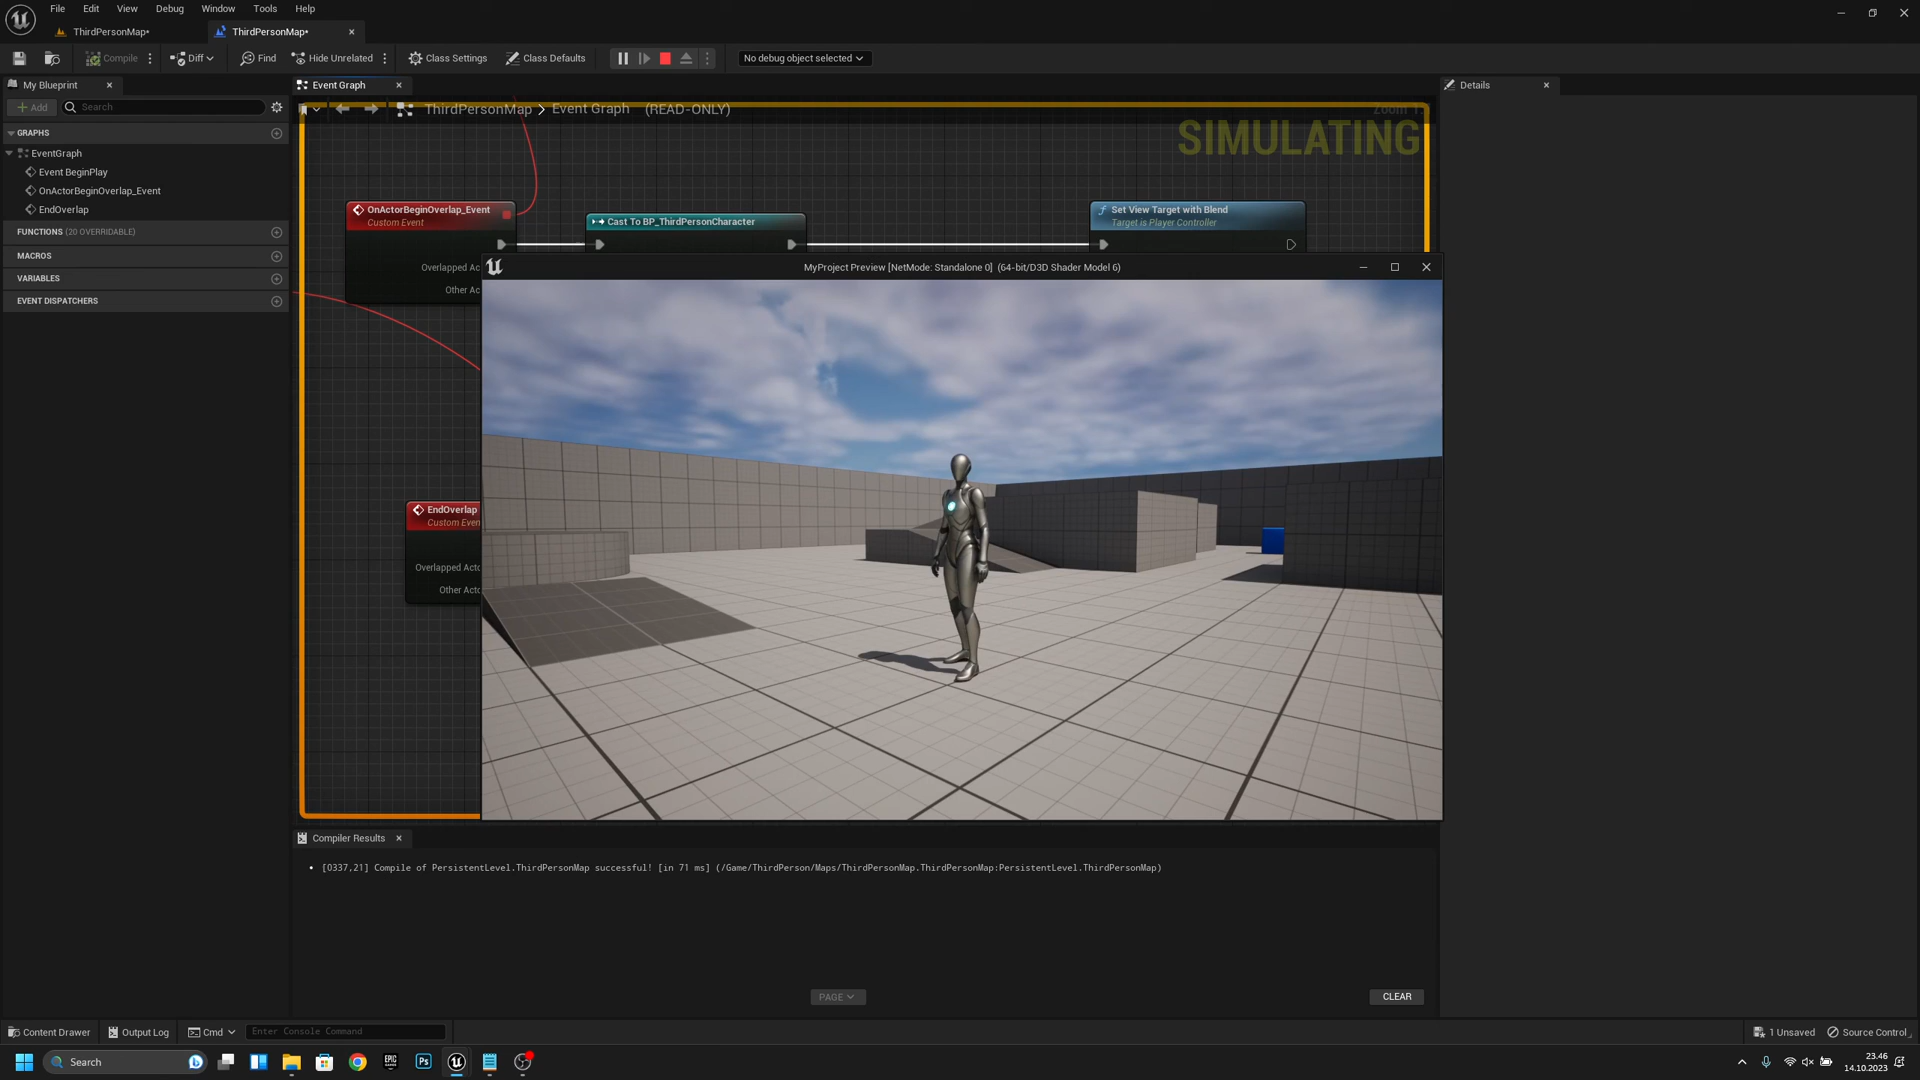 File Edit View Debug Window Tools Help
ThirdPersonMap•
ThirdPersonMap•
Compile
Diff
Find
Hide Unrelated
Class Settings
Class Defaults
No debug object selected
My Blueprint
Event Graph
Details
Add
Search
ThirdPersonMap > Event Graph (READ-ONLY)
SIMULATING
GRAPHS
EventGraph
Event BeginPlay
OnActorBeginOverlap_Event
EndOverlap
FUNCTIONS (20 OVERRIDABLE)
MACROS
VARIABLES
EVENT DISPATCHERS
OnActorBeginOverlap_Event
Custom Event
Overlapped Ac
Other Ac
Cast To BP_ThirdPersonCharacter
Set View Target with Blend
Target is Player Controller
MyProject Preview [NetMode: Standalone 0] (64-bit/D3D Shader Model 6)
EndOverlap
Custom Even
Overlapped Acto
Other Acto
Compiler Results
• [0337,21] Compile of PersistentLevel.ThirdPersonMap successful! [in 71 ms] (/Game/ThirdPerson/Maps/ThirdPersonMap.ThirdPersonMap:PersistentLevel.ThirdPersonMap)
PAGE
CLEAR
Content Drawer
Output Log
Cmd
Enter Console Command
1 Unsaved
Source Control
Search
EPIC
Ps
23.46
14.10.2023